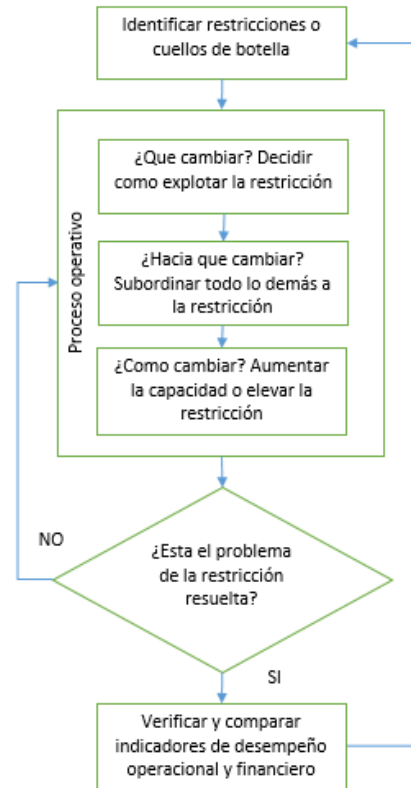 Identificar restricciones o
cuellos de botella
Proceso operativo
¿Que cambiar? Decidir
como explotar la restricción
¿Hacia que cambiar?
Subordinar todo lo demás a
la restricción
¿Como cambiar? Aumentar
la capacidad o elevar la
restricción
NO
¿Esta el problema
de la restricción
resuelta?
SI
Verificar y comparar
indicadores de desempeño
operacional y financiero